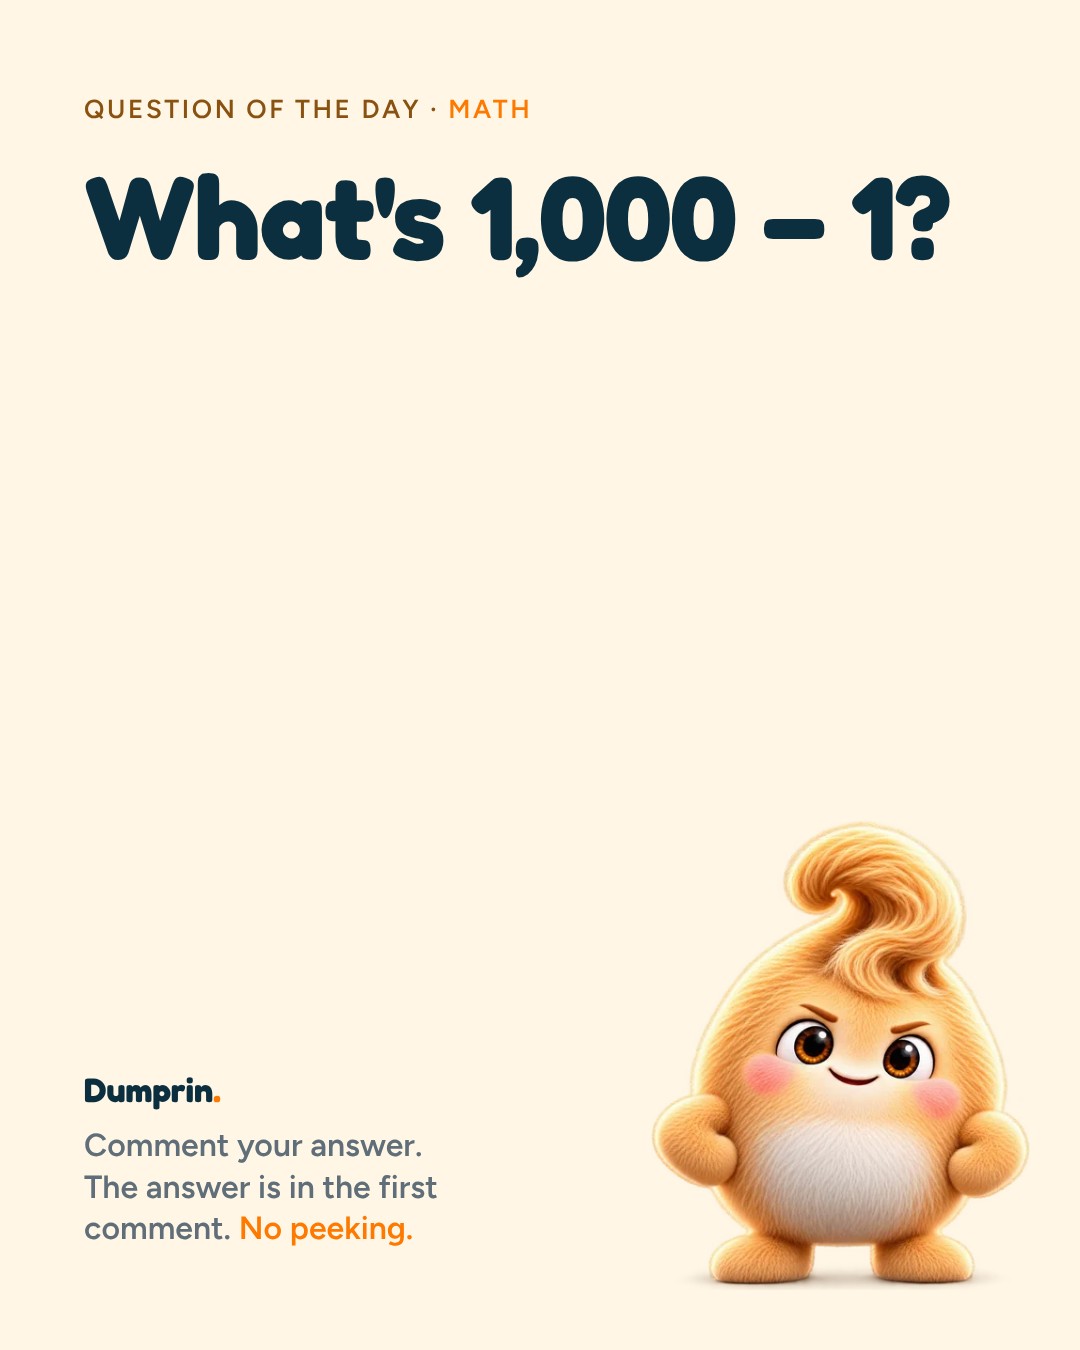 QUESTION OF THE DAY · MATH
What's 1,000 – 1?
Dumprin.
Comment your answer.
The answer is in the first
comment. No peeking.